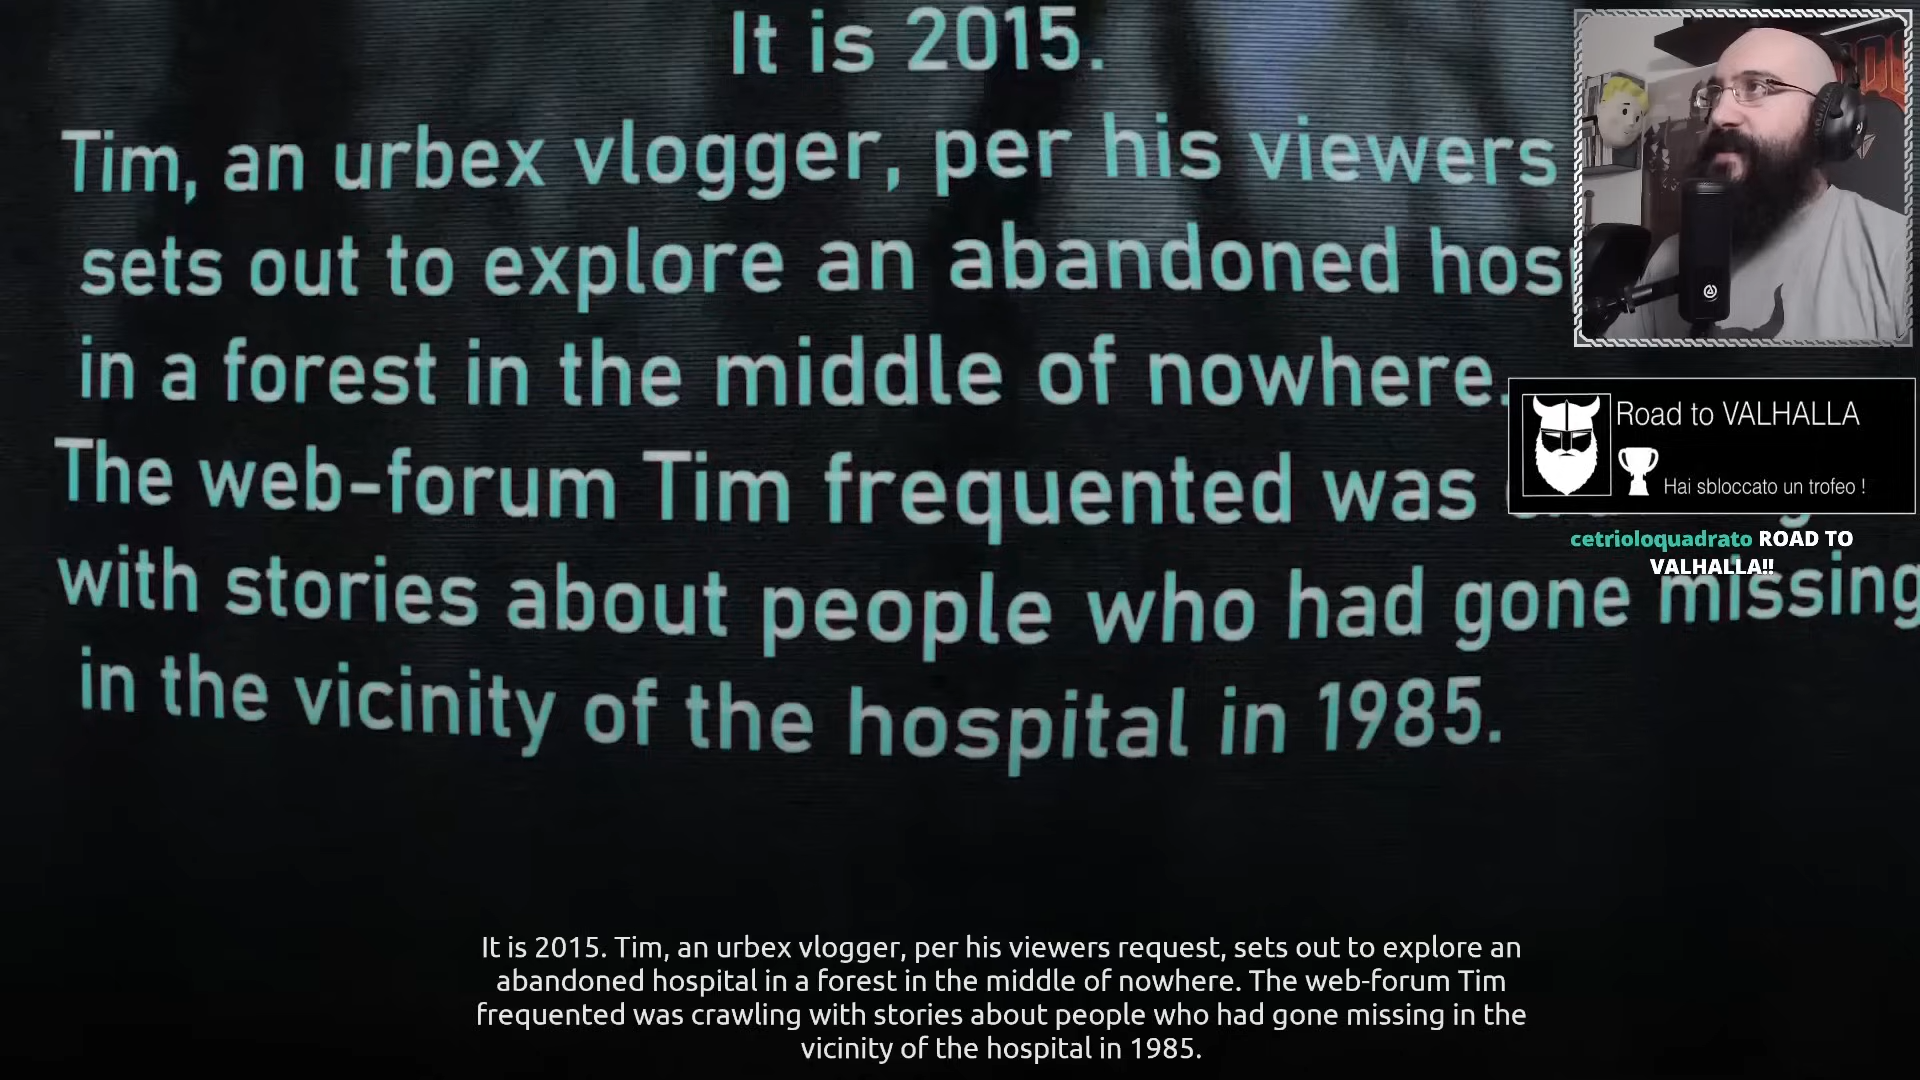 It is 2015.
Tim, an urbex vlogger, per his viewers
sets out to explore an abandoned hos
in a forest in the middle of nowhere.
The web-forum Tim frequented was
with stories about people who had gone missing
in the vicinity of the hospital in 1985.
Road to VALHALLA
Hai sbloccato un trofeo !
cetrioloquadrato ROAD TO
VALHALLA!!
It is 2015. Tim, an urbex vlogger, per his viewers request, sets out to explore an
abandoned hospital in a forest in the middle of nowhere. The web-forum Tim
frequented was crawling with stories about people who had gone missing in the
vicinity of the hospital in 1985.